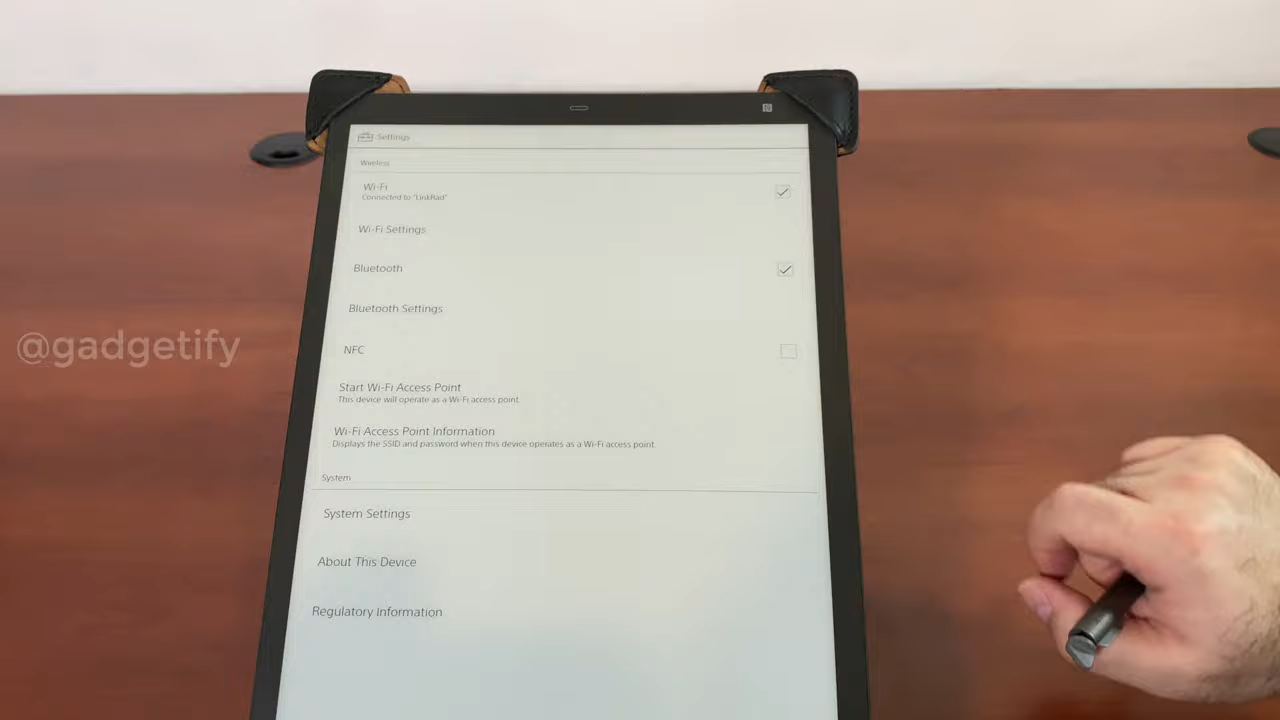 Settings
Wireless
Wi-Fi
Connected to "LinkRad"
Wi-Fi Settings
Bluetooth
Bluetooth Settings
NFC
Start Wi-Fi Access Point
This device will operate as a Wi-Fi access point.
Wi-Fi Access Point Information
Displays the SSID and password when this device operates as a Wi-Fi access point.
System
System Settings
About This Device
Regulatory Information
@gadgetify